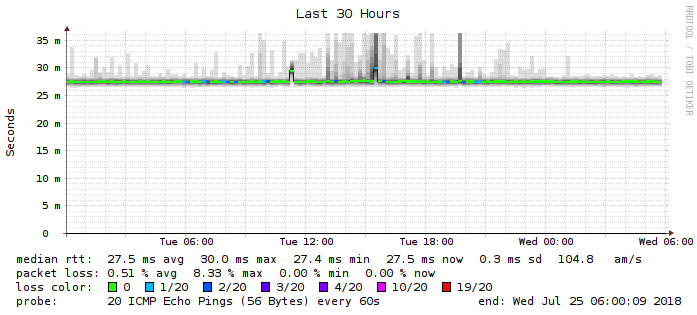 Last 30 Hours
RRDTOOL / TOBI OETIKER
Seconds
35 m
30 m
25 m
20 m
15 m
10 m
5 m
0
Tue 06:00 Tue 12:00 Tue 18:00 Wed 00:00 Wed 06:00
median rtt: 27.5 ms avg 30.0 ms max 27.4 ms min 27.5 ms now 0.3 ms sd 104.8 am/s
packet loss: 0.51 % avg 8.33 % max 0.00 % min 0.00 % now
loss color: 0 1/20 2/20 3/20 4/20 10/20 19/20
probe: 20 ICMP Echo Pings (56 Bytes) every 60s end: Wed Jul 25 06:00:09 2018